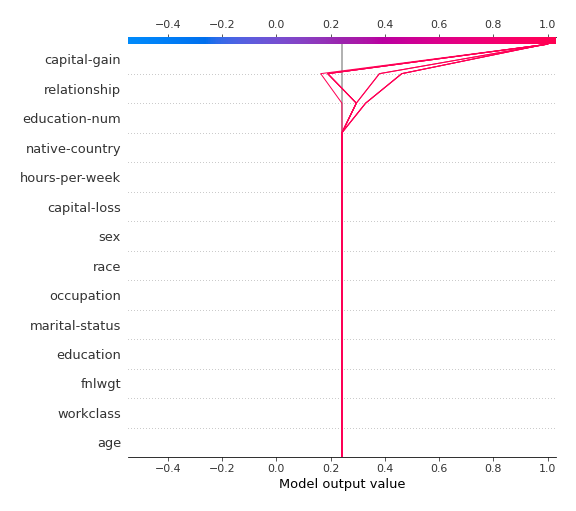 −0.4 −0.2 0.0 0.2 0.4 0.6 0.8 1.0
capital-gain
relationship
education-num
native-country
hours-per-week
capital-loss
sex
race
occupation
marital-status
education
fnlwgt
workclass
age
−0.4 −0.2 0.0 0.2 0.4 0.6 0.8 1.0
Model output value